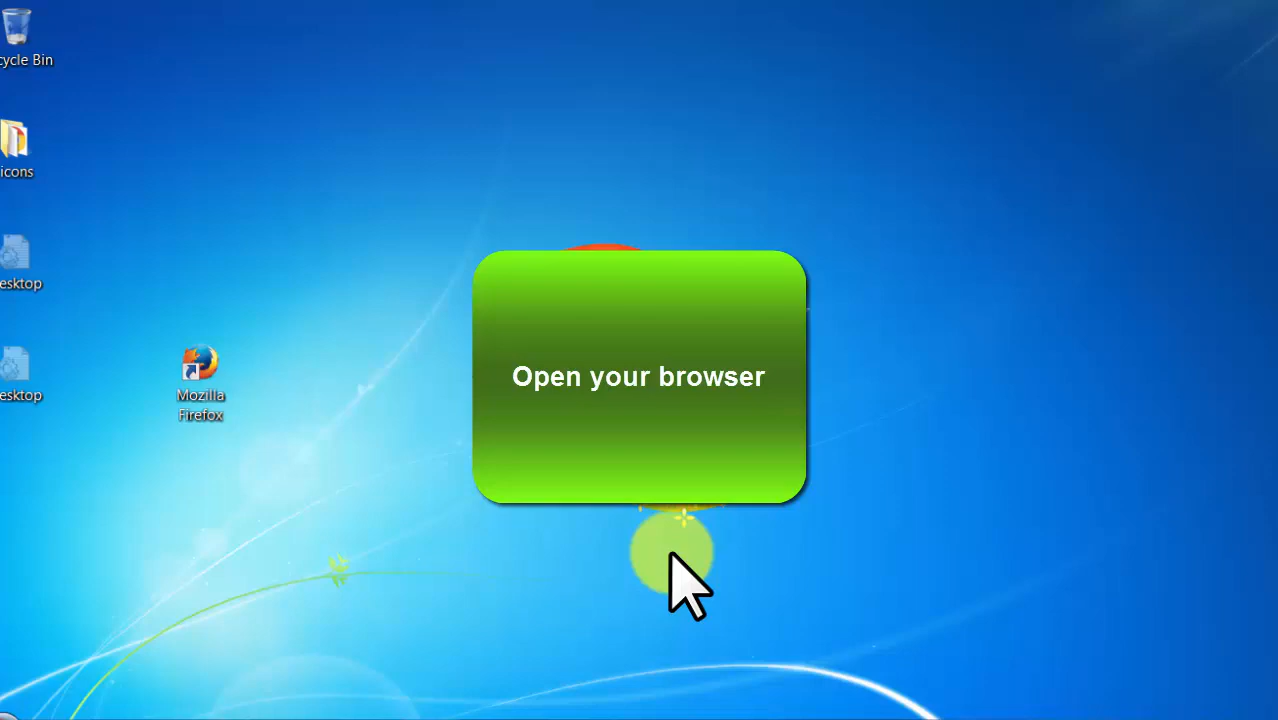 cycle Bin
icons
esktop
esktop
Mozilla
Firefox
Open your browser